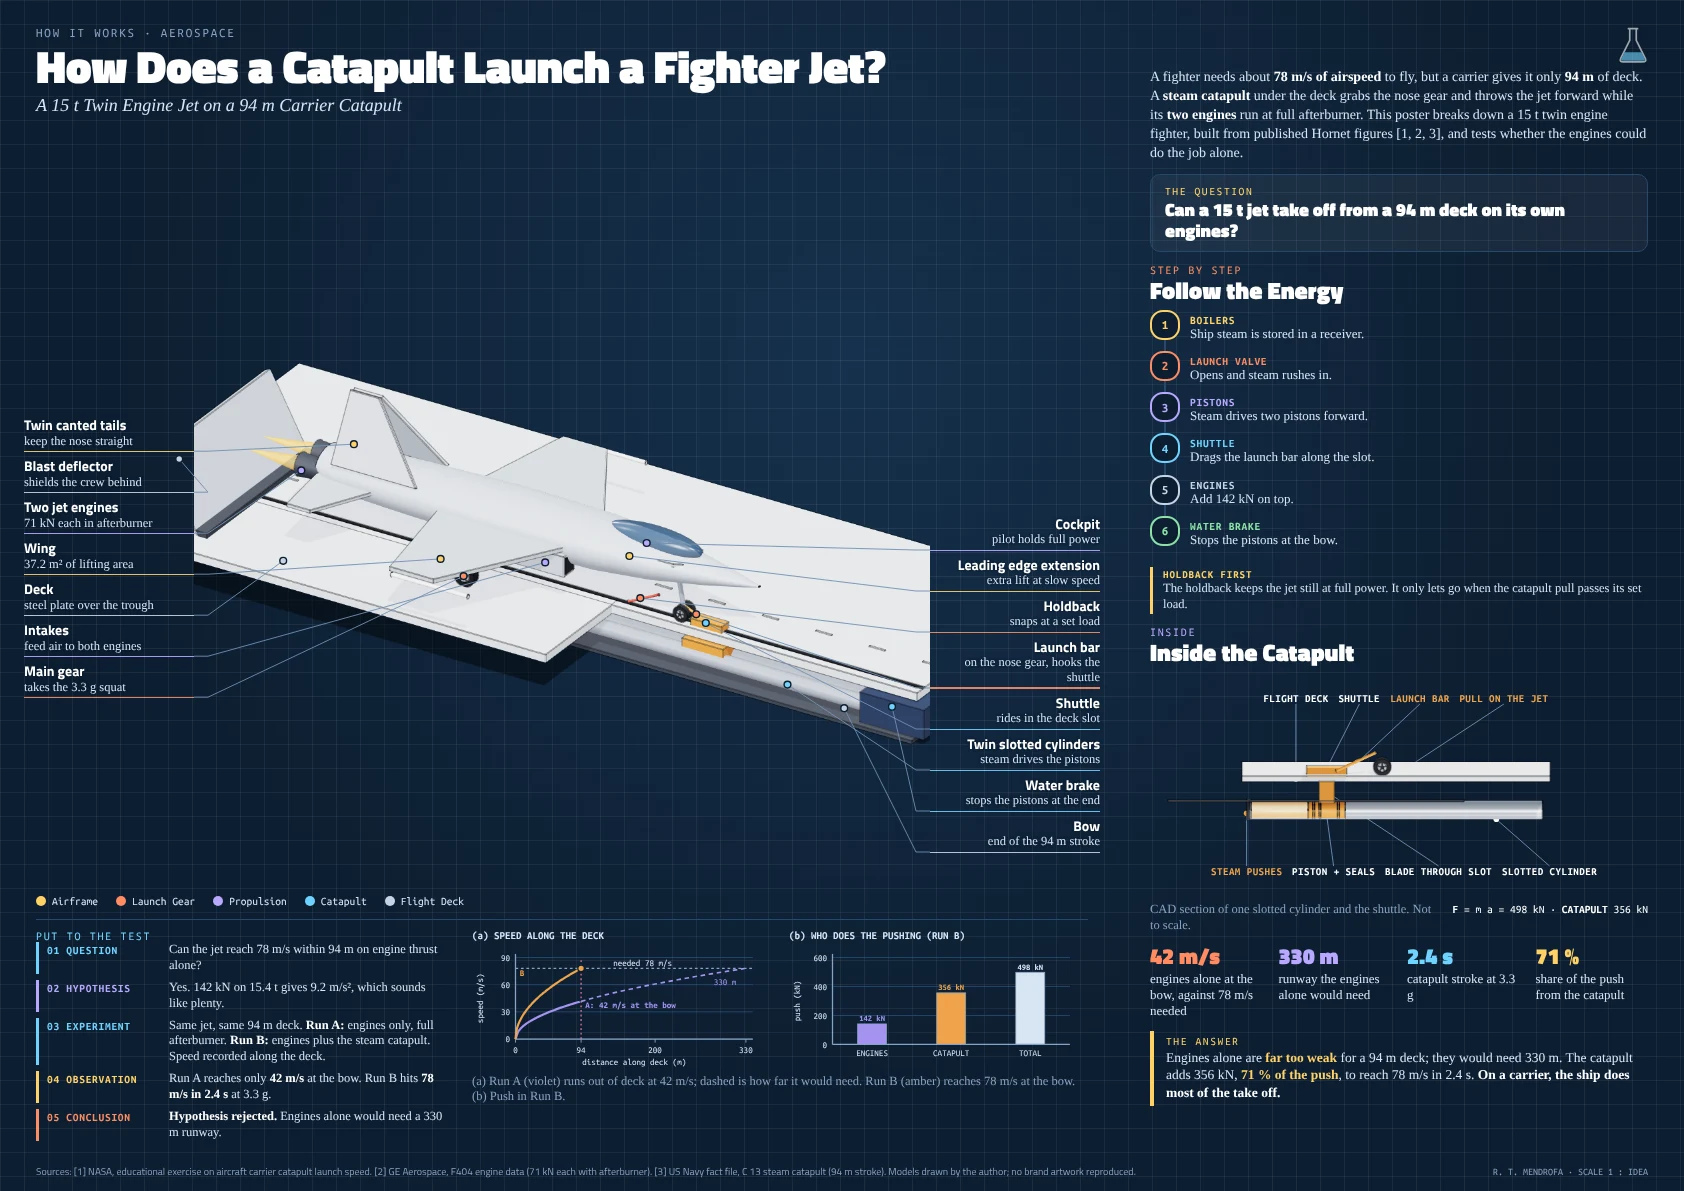 HOW IT WORKS · AEROSPACE
How Does a Catapult Launch a Fighter Jet?
A 15 t Twin Engine Jet on a 94 m Carrier Catapult
A fighter needs about 78 m/s of airspeed to fly, but a carrier gives it only 94 m of deck.
A steam catapult under the deck grabs the nose gear and throws the jet forward while
its two engines run at full afterburner. This poster breaks down a 15 t twin engine
fighter, built from published Hornet figures [1, 2, 3], and tests whether the engines could
do the job alone.
THE QUESTION
Can a 15 t jet take off from a 94 m deck on its own
engines?
STEP BY STEP
Follow the Energy
1
BOILERS
Ship steam is stored in a receiver.
2
LAUNCH VALVE
Opens and steam rushes in.
3
PISTONS
Steam drives two pistons forward.
4
SHUTTLE
Drags the launch bar along the slot.
5
ENGINES
Add 142 kN on top.
6
WATER BRAKE
Stops the pistons at the bow.
HOLDBACK FIRST
The holdback keeps the jet still at full power. It only lets go when the catapult pull passes its set
load.
INSIDE
Inside the Catapult
FLIGHT DECK SHUTTLE LAUNCH BAR PULL ON THE JET
STEAM PUSHES PISTON + SEALS BLADE THROUGH SLOT SLOTTED CYLINDER
CAD section of one slotted cylinder and the shuttle. Not
to scale.
F = m a = 498 kN · CATAPULT 356 kN
42 m/s
engines alone at the
bow, against 78 m/s
needed
330 m
runway the engines
alone would need
2.4 s
catapult stroke at 3.3
g
71 %
share of the push
from the catapult
THE ANSWER
Engines alone are far too weak for a 94 m deck; they would need 330 m. The catapult
adds 356 kN, 71 % of the push, to reach 78 m/s in 2.4 s. On a carrier, the ship does
most of the take off.
Twin canted tails
keep the nose straight
Blast deflector
shields the crew behind
Two jet engines
71 kN each in afterburner
Wing
37.2 m² of lifting area
Deck
steel plate over the trough
Intakes
feed air to both engines
Main gear
takes the 3.3 g squat
Cockpit
pilot holds full power
Leading edge extension
extra lift at slow speed
Holdback
snaps at a set load
Launch bar
on the nose gear, hooks the
shuttle
Shuttle
rides in the deck slot
Twin slotted cylinders
steam drives the pistons
Water brake
stops the pistons at the end
Bow
end of the 94 m stroke
Airframe Launch Gear Propulsion Catapult Flight Deck
PUT TO THE TEST
01 QUESTION
Can the jet reach 78 m/s within 94 m on engine thrust
alone?
02 HYPOTHESIS
Yes. 142 kN on 15.4 t gives 9.2 m/s², which sounds
like plenty.
03 EXPERIMENT
Same jet, same 94 m deck. Run A: engines only, full
afterburner. Run B: engines plus the steam catapult.
Speed recorded along the deck.
04 OBSERVATION
Run A reaches only 42 m/s at the bow. Run B hits 78
m/s in 2.4 s at 3.3 g.
05 CONCLUSION
Hypothesis rejected. Engines alone would need a 330
m runway.
(a) SPEED ALONG THE DECK
speed (m/s)
90
60
30
0
needed 78 m/s
B
330 m
A: 42 m/s at the bow
0 94 200 330
distance along deck (m)
(b) WHO DOES THE PUSHING (RUN B)
push (kN)
600
400
200
0
142 kN
356 kN
498 kN
ENGINES CATAPULT TOTAL
(a) Run A (violet) runs out of deck at 42 m/s; dashed is how far it would need. Run B (amber) reaches 78 m/s at the bow.
(b) Push in Run B.
Sources: [1] NASA, educational exercise on aircraft carrier catapult launch speed. [2] GE Aerospace, F404 engine data (71 kN each with afterburner). [3] US Navy fact file, C 13 steam catapult (94 m stroke). Models drawn by the author; no brand artwork reproduced.
R. T. MENDROFA · SCALE 1 : IDEA